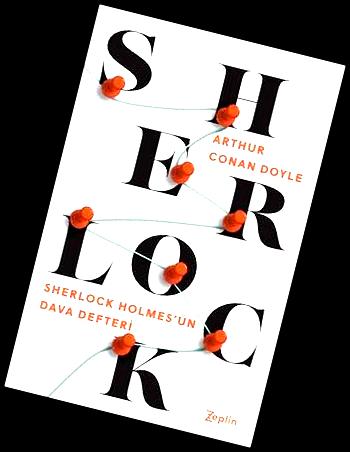 S H
ARTHUR
CONAN DOYLE
E R
L O
SHERLOCK HOLMES'UN
DAVA DEFTERİ
C
K
Zeplin